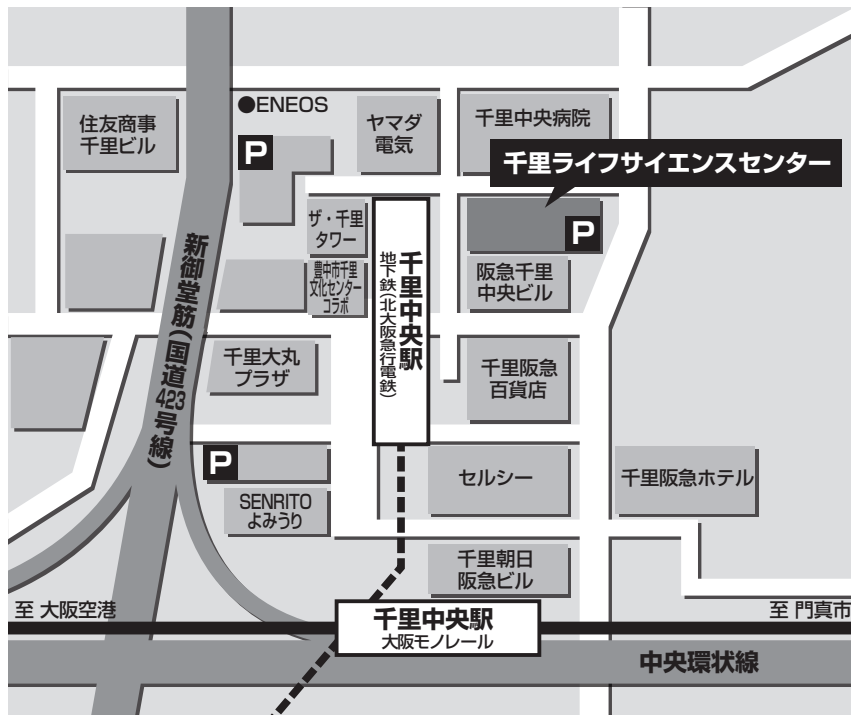 ●ENEOS
住友商事
千里ビル
P
ヤマダ
電気
千里中央病院
千里ライフサイエンスセンター
P
ザ・千里
タワー
豊中市千里
文化センター
コラボ
千里中央駅
地下鉄(北大阪急行電鉄)
阪急千里
中央ビル
新御堂筋(国道423号線)
千里大丸
プラザ
千里阪急
百貨店
P
SENRITO
よみうり
セルシー
千里阪急ホテル
千里朝日
阪急ビル
至 大阪空港
千里中央駅
大阪モノレール
至 門真市
中央環状線